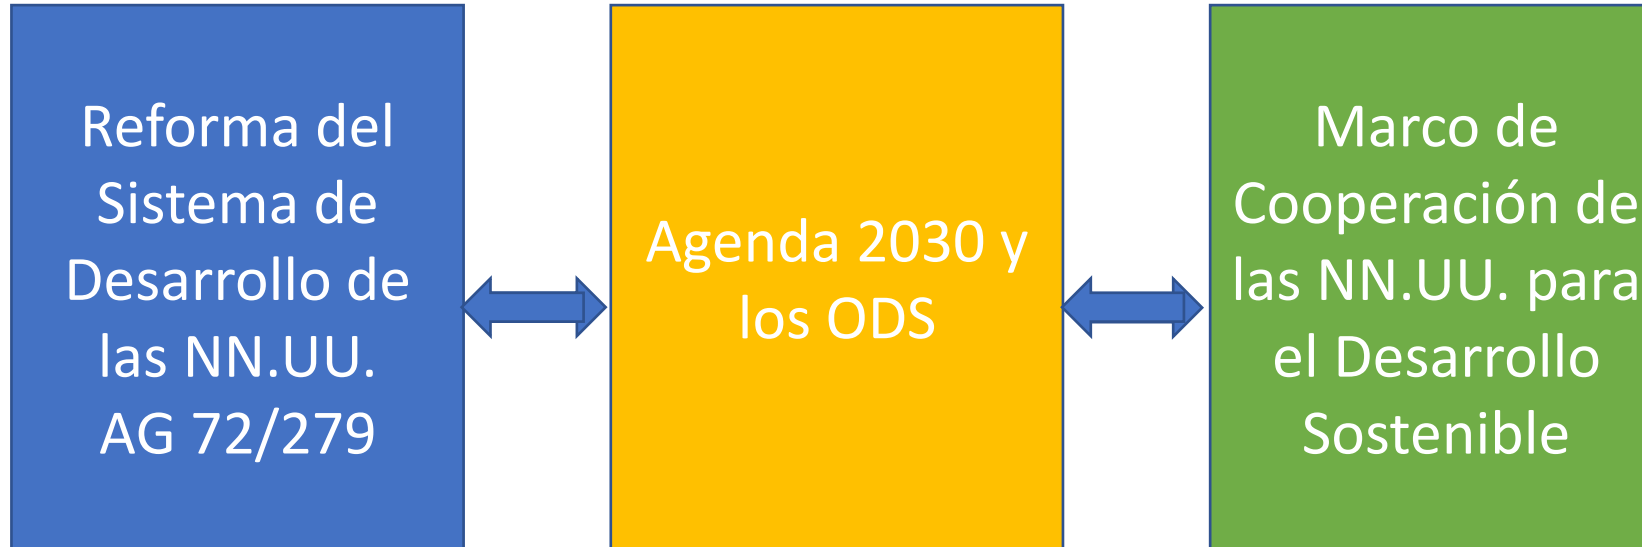 Reforma del
Sistema de
Desarrollo de
las NN.UU.
AG 72/279
Agenda 2030 y
los ODS
Marco de
Cooperación de
las NN.UU. para
el Desarrollo
Sostenible